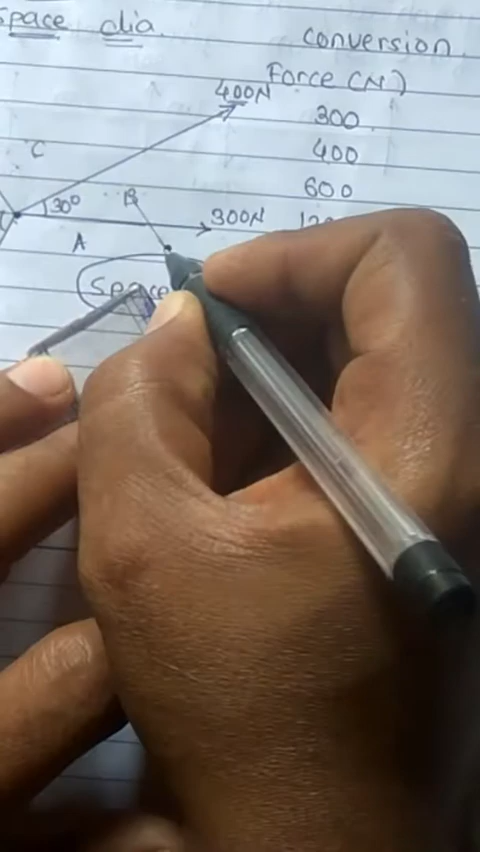 Space dia
conversion
Force (N)
400N
300
400
C
600
30°
B
300N
A
Space